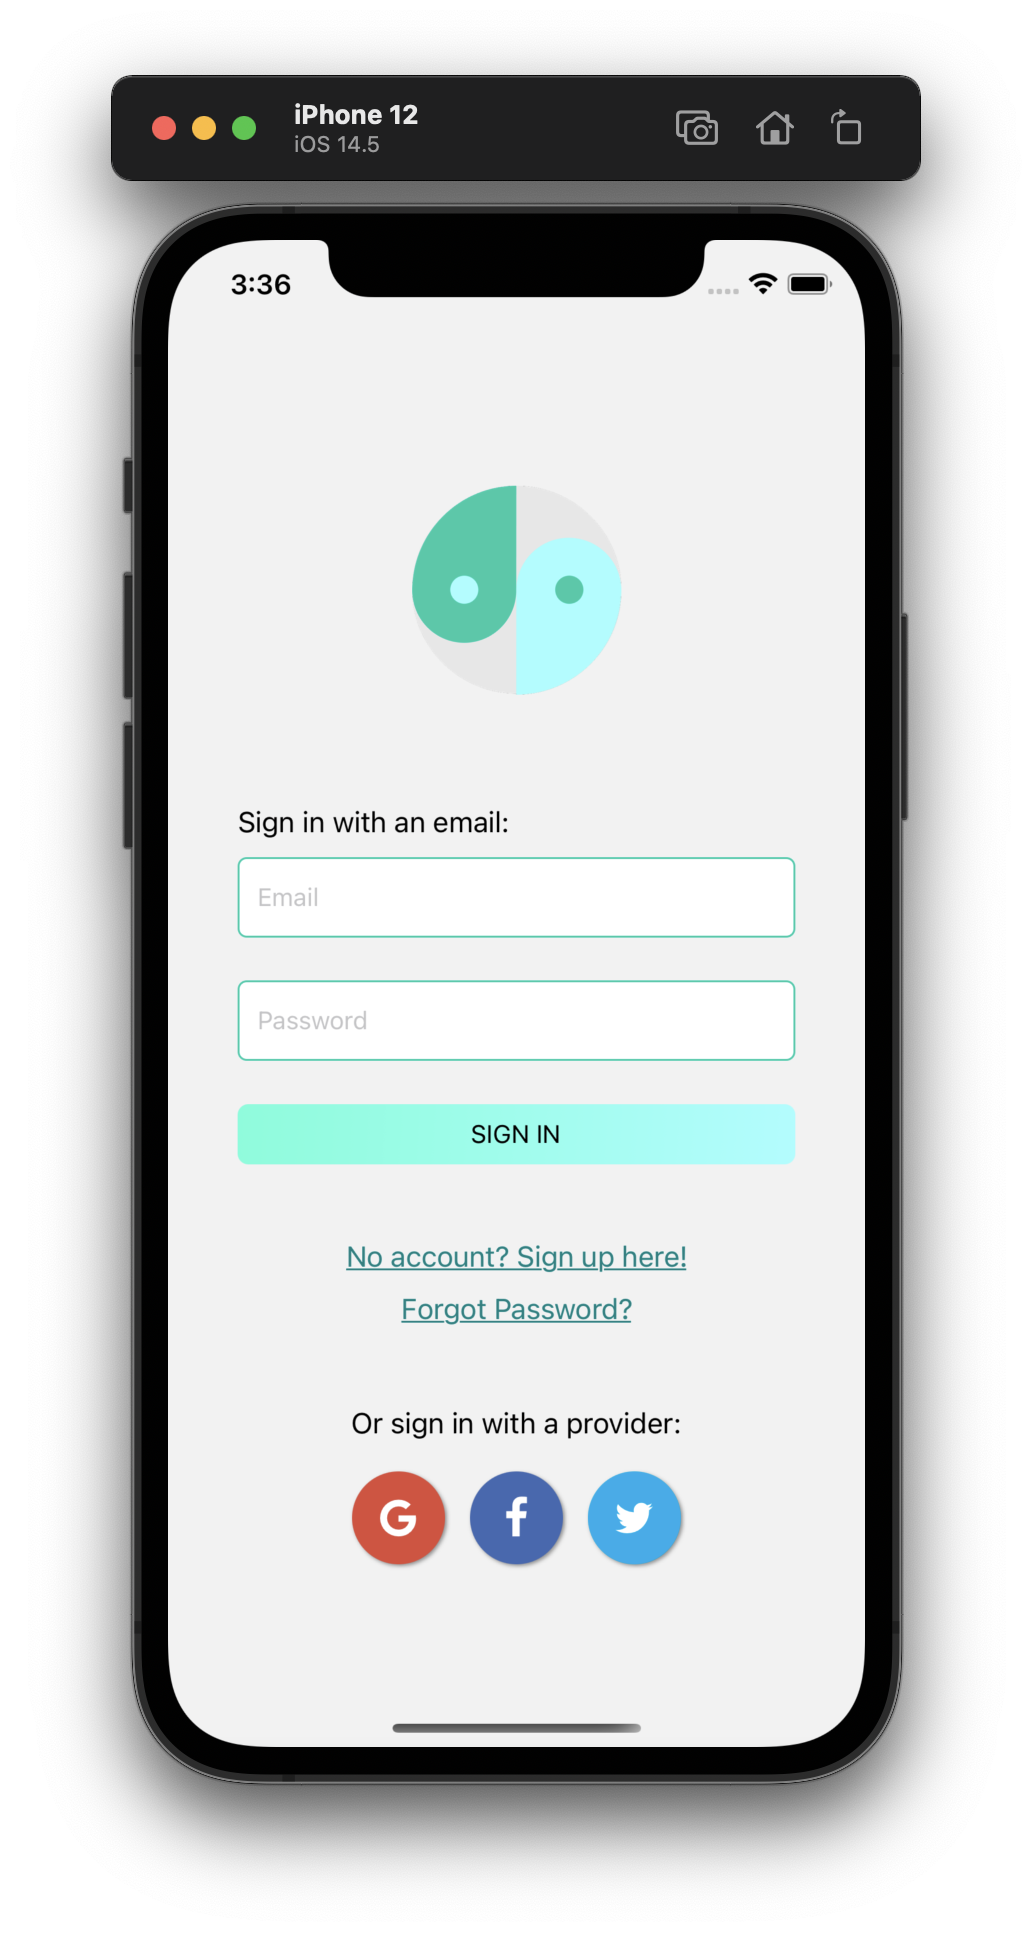 iPhone 12
iOS 14.5
3:36
Sign in with an email:
Email
Password
SIGN IN
No account? Sign up here!
Forgot Password?
Or sign in with a provider:
G f